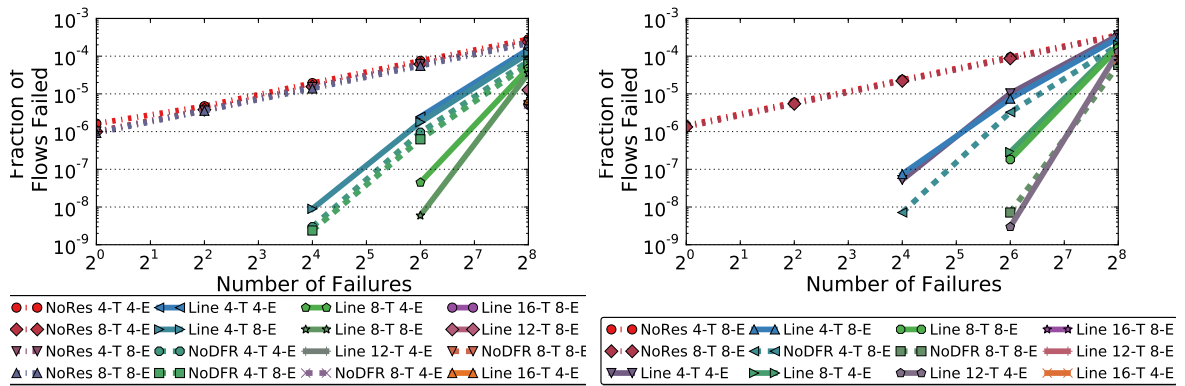 Fraction of
Flows Failed
10^-3
10^-4
10^-5
10^-6
10^-7
10^-8
10^-9
2^0 2^1 2^2 2^3 2^4 2^5 2^6 2^7 2^8
Number of Failures
NoRes 4-T 4-E Line 4-T 4-E Line 8-T 4-E Line 16-T 8-E
NoRes 8-T 4-E Line 4-T 8-E Line 8-T 8-E Line 12-T 8-E
NoRes 4-T 8-E NoDFR 4-T 4-E Line 12-T 4-E NoDFR 8-T 8-E
NoRes 8-T 8-E NoDFR 4-T 8-E NoDFR 8-T 4-E Line 16-T 4-E
Fraction of
Flows Failed
10^-3
10^-4
10^-5
10^-6
10^-7
10^-8
10^-9
2^0 2^1 2^2 2^3 2^4 2^5 2^6 2^7 2^8
Number of Failures
NoRes 4-T 8-E Line 4-T 8-E Line 8-T 8-E Line 16-T 8-E
NoRes 8-T 8-E NoDFR 4-T 8-E NoDFR 8-T 8-E Line 12-T 8-E
Line 4-T 4-E Line 8-T 4-E Line 12-T 4-E Line 16-T 4-E